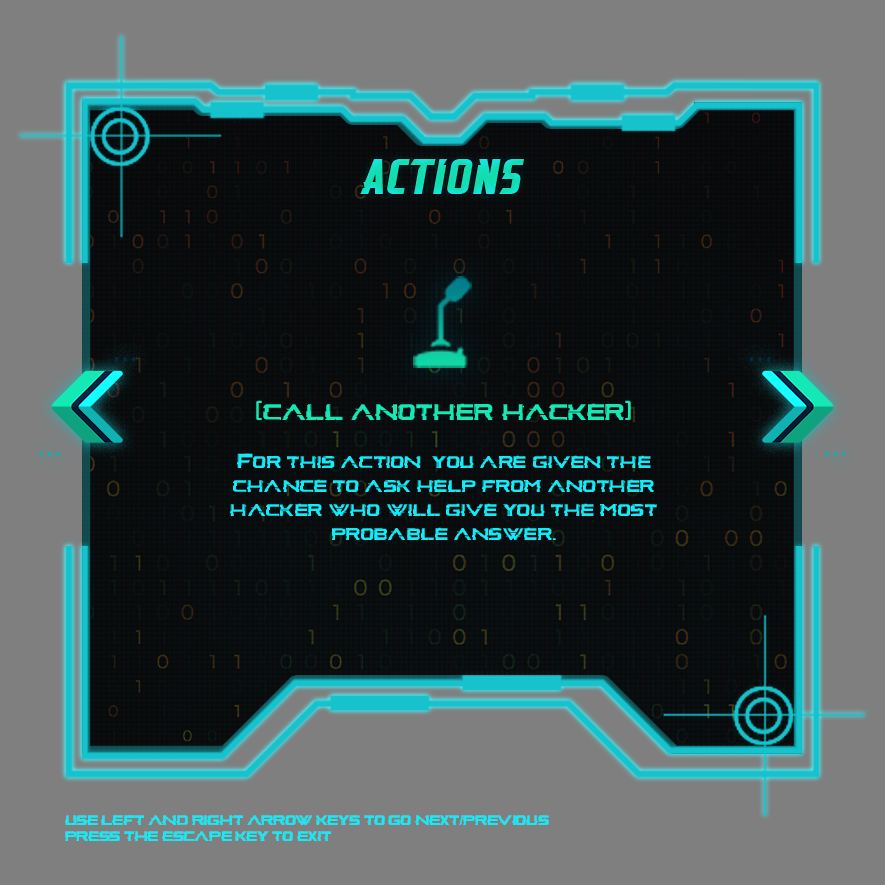 ACTIONS
[CALL ANOTHER HACKER]
FOR THIS ACTION YOU ARE GIVEN THE
CHANCE TO ASK HELP FROM ANOTHER
HACKER WHO WILL GIVE YOU THE MOST
PROBABLE ANSWER.
USE LEFT AND RIGHT ARROW KEYS TO GO NEXT/PREVIOUS
PRESS THE ESCAPE KEY TO EXIT